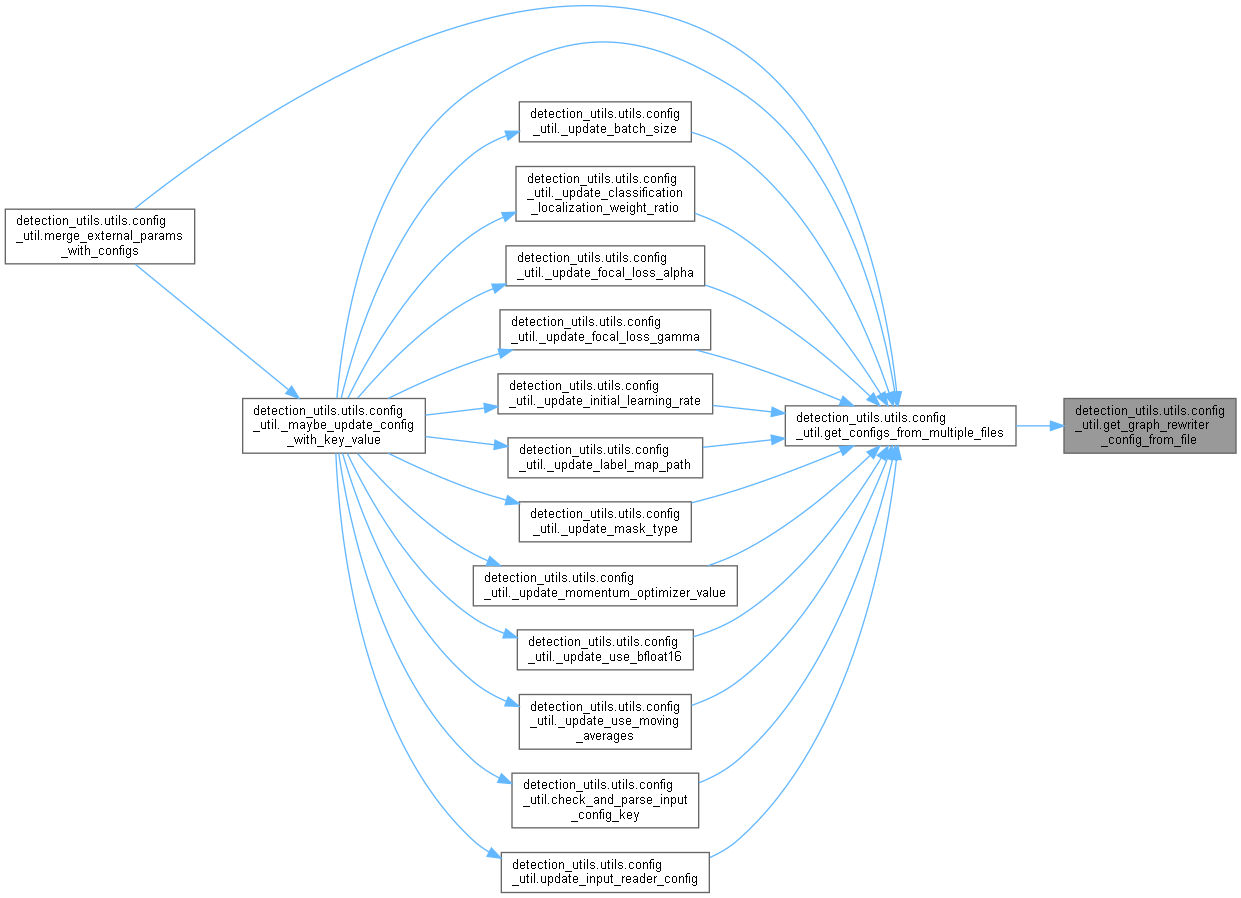 detection_utils.utils.config
_util._update_batch_size
detection_utils.utils.config
_util._update_classification
_localization_weight_ratio
detection_utils.utils.config
_util.merge_external_params
_with_configs
detection_utils.utils.config
_util._update_focal_loss_alpha
detection_utils.utils.config
_util._update_focal_loss_gamma
detection_utils.utils.config
_util._update_initial_learning_rate
detection_utils.utils.config
_util._maybe_update_config
_with_key_value
detection_utils.utils.config
_util.get_configs_from_multiple_files
detection_utils.utils.config
_util.get_graph_rewriter
_config_from_file
detection_utils.utils.config
_util._update_label_map_path
detection_utils.utils.config
_util._update_mask_type
detection_utils.utils.config
_util._update_momentum_optimizer_value
detection_utils.utils.config
_util._update_use_bfloat16
detection_utils.utils.config
_util._update_use_moving
_averages
detection_utils.utils.config
_util.check_and_parse_input
_config_key
detection_utils.utils.config
_util.update_input_reader_config